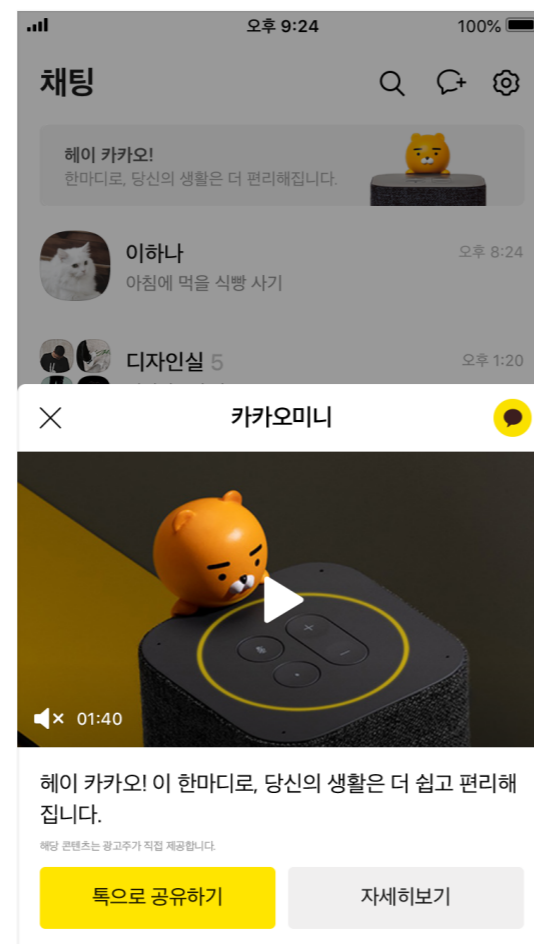 오후 9:24
100%
채팅
헤이 카카오!
한마디로, 당신의 생활은 더 편리해집니다.
이하나
오후 8:24
아침에 먹을 식빵 사기
디자인실 5
오후 1:20
카카오미니
01:40
헤이 카카오! 이 한마디로, 당신의 생활은 더 쉽고 편리해
집니다.
해당 콘텐츠는 광고주가 직접 제공합니다.
톡으로 공유하기
자세히보기